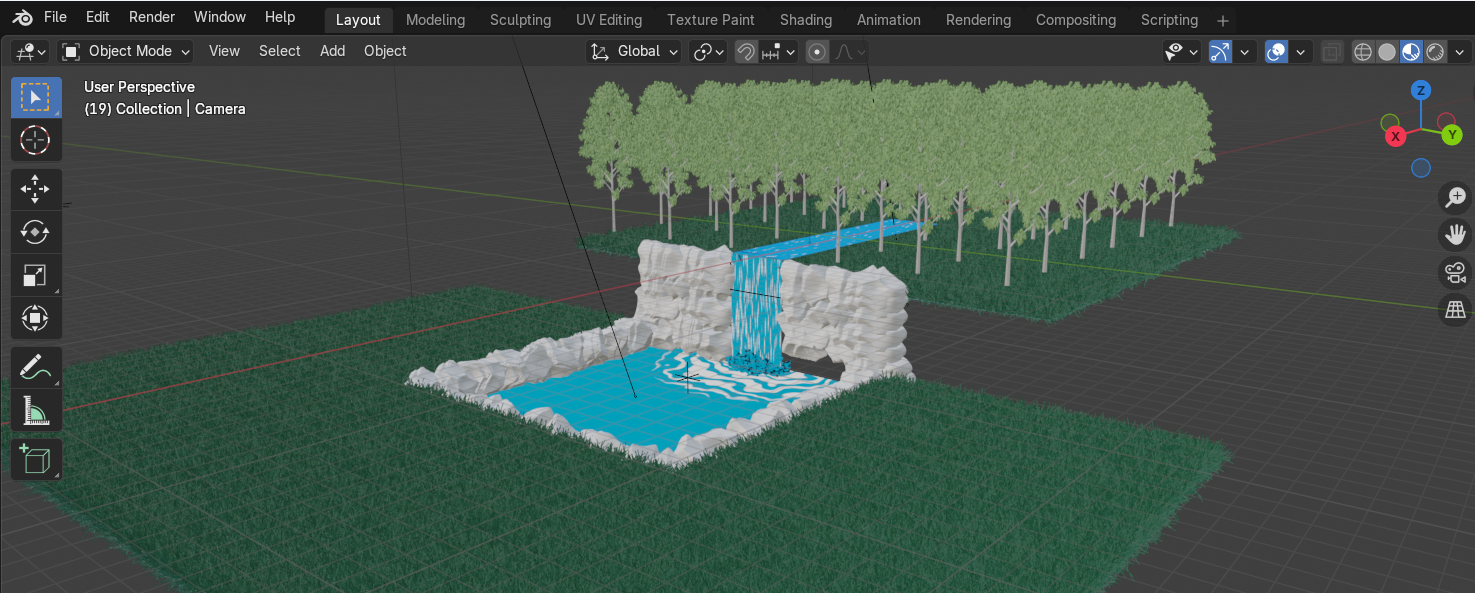 File Edit Render Window Help Layout Modeling Sculpting UV Editing Texture Paint Shading Animation Rendering Compositing Scripting +
Object Mode View Select Add Object Global
User Perspective
(19) Collection | Camera
Z
X Y